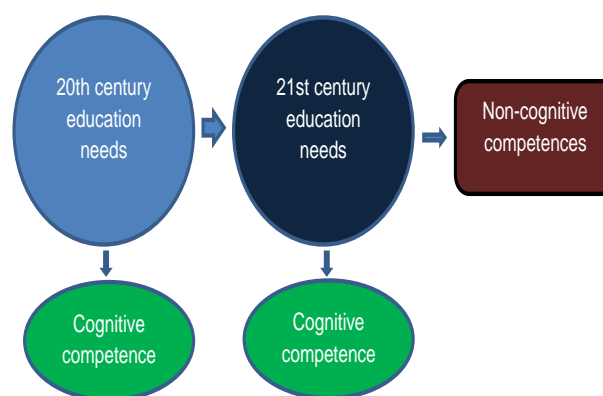 20th century
education
needs
21st century
education
needs
Non-cognitive
competences
Cognitive
competence
Cognitive
competence